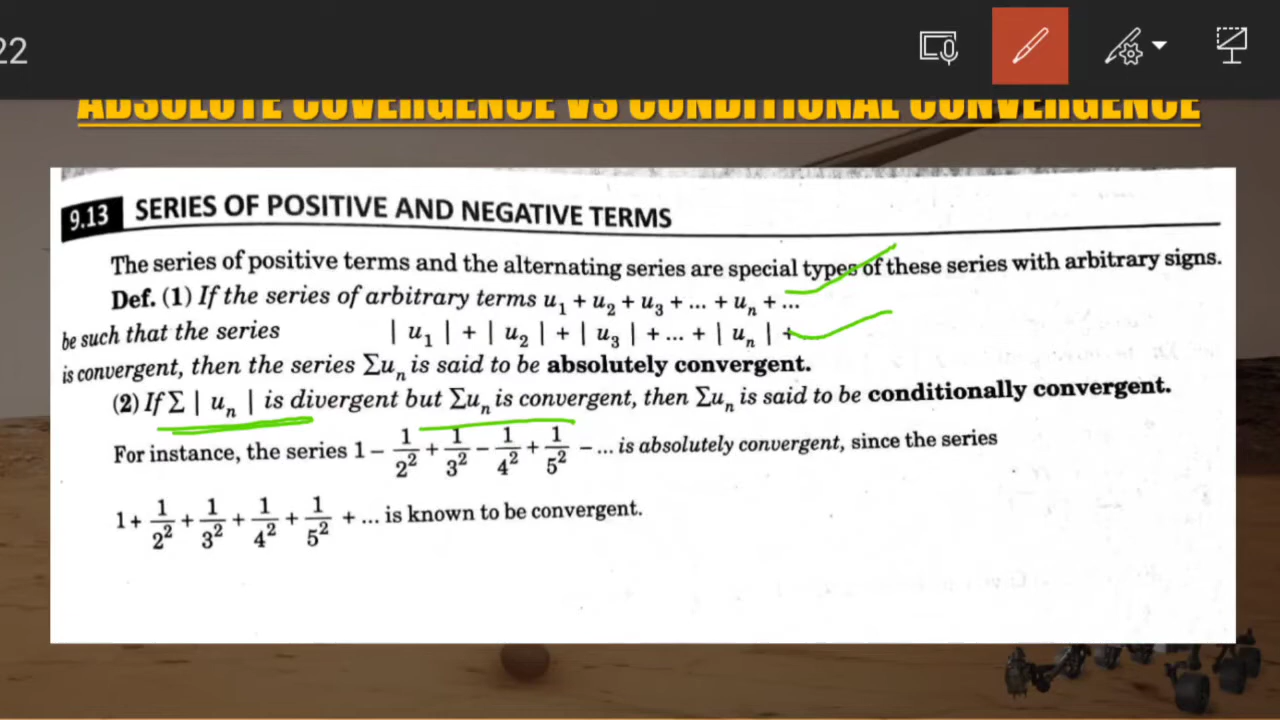 22
ABSOLUTE COVERGENCE VS CONDITIONAL CONVERGENCE
9.13 SERIES OF POSITIVE AND NEGATIVE TERMS
The series of positive terms and the alternating series are special types of these series with arbitrary signs.
Def. (1) If the series of arbitrary terms u₁ + u₂ + u₃ + ... + uₙ + ...
be such that the series | u₁ | + | u₂ | + | u₃ | + ... + | uₙ | +
is convergent, then the series Σuₙ is said to be absolutely convergent.
(2) If Σ | uₙ | is divergent but Σuₙ is convergent, then Σuₙ is said to be conditionally convergent.
For instance, the series 1 − 1/2² + 1/3² − 1/4² + 1/5² − ... is absolutely convergent, since the series
1 + 1/2² + 1/3² + 1/4² + 1/5² + ... is known to be convergent.